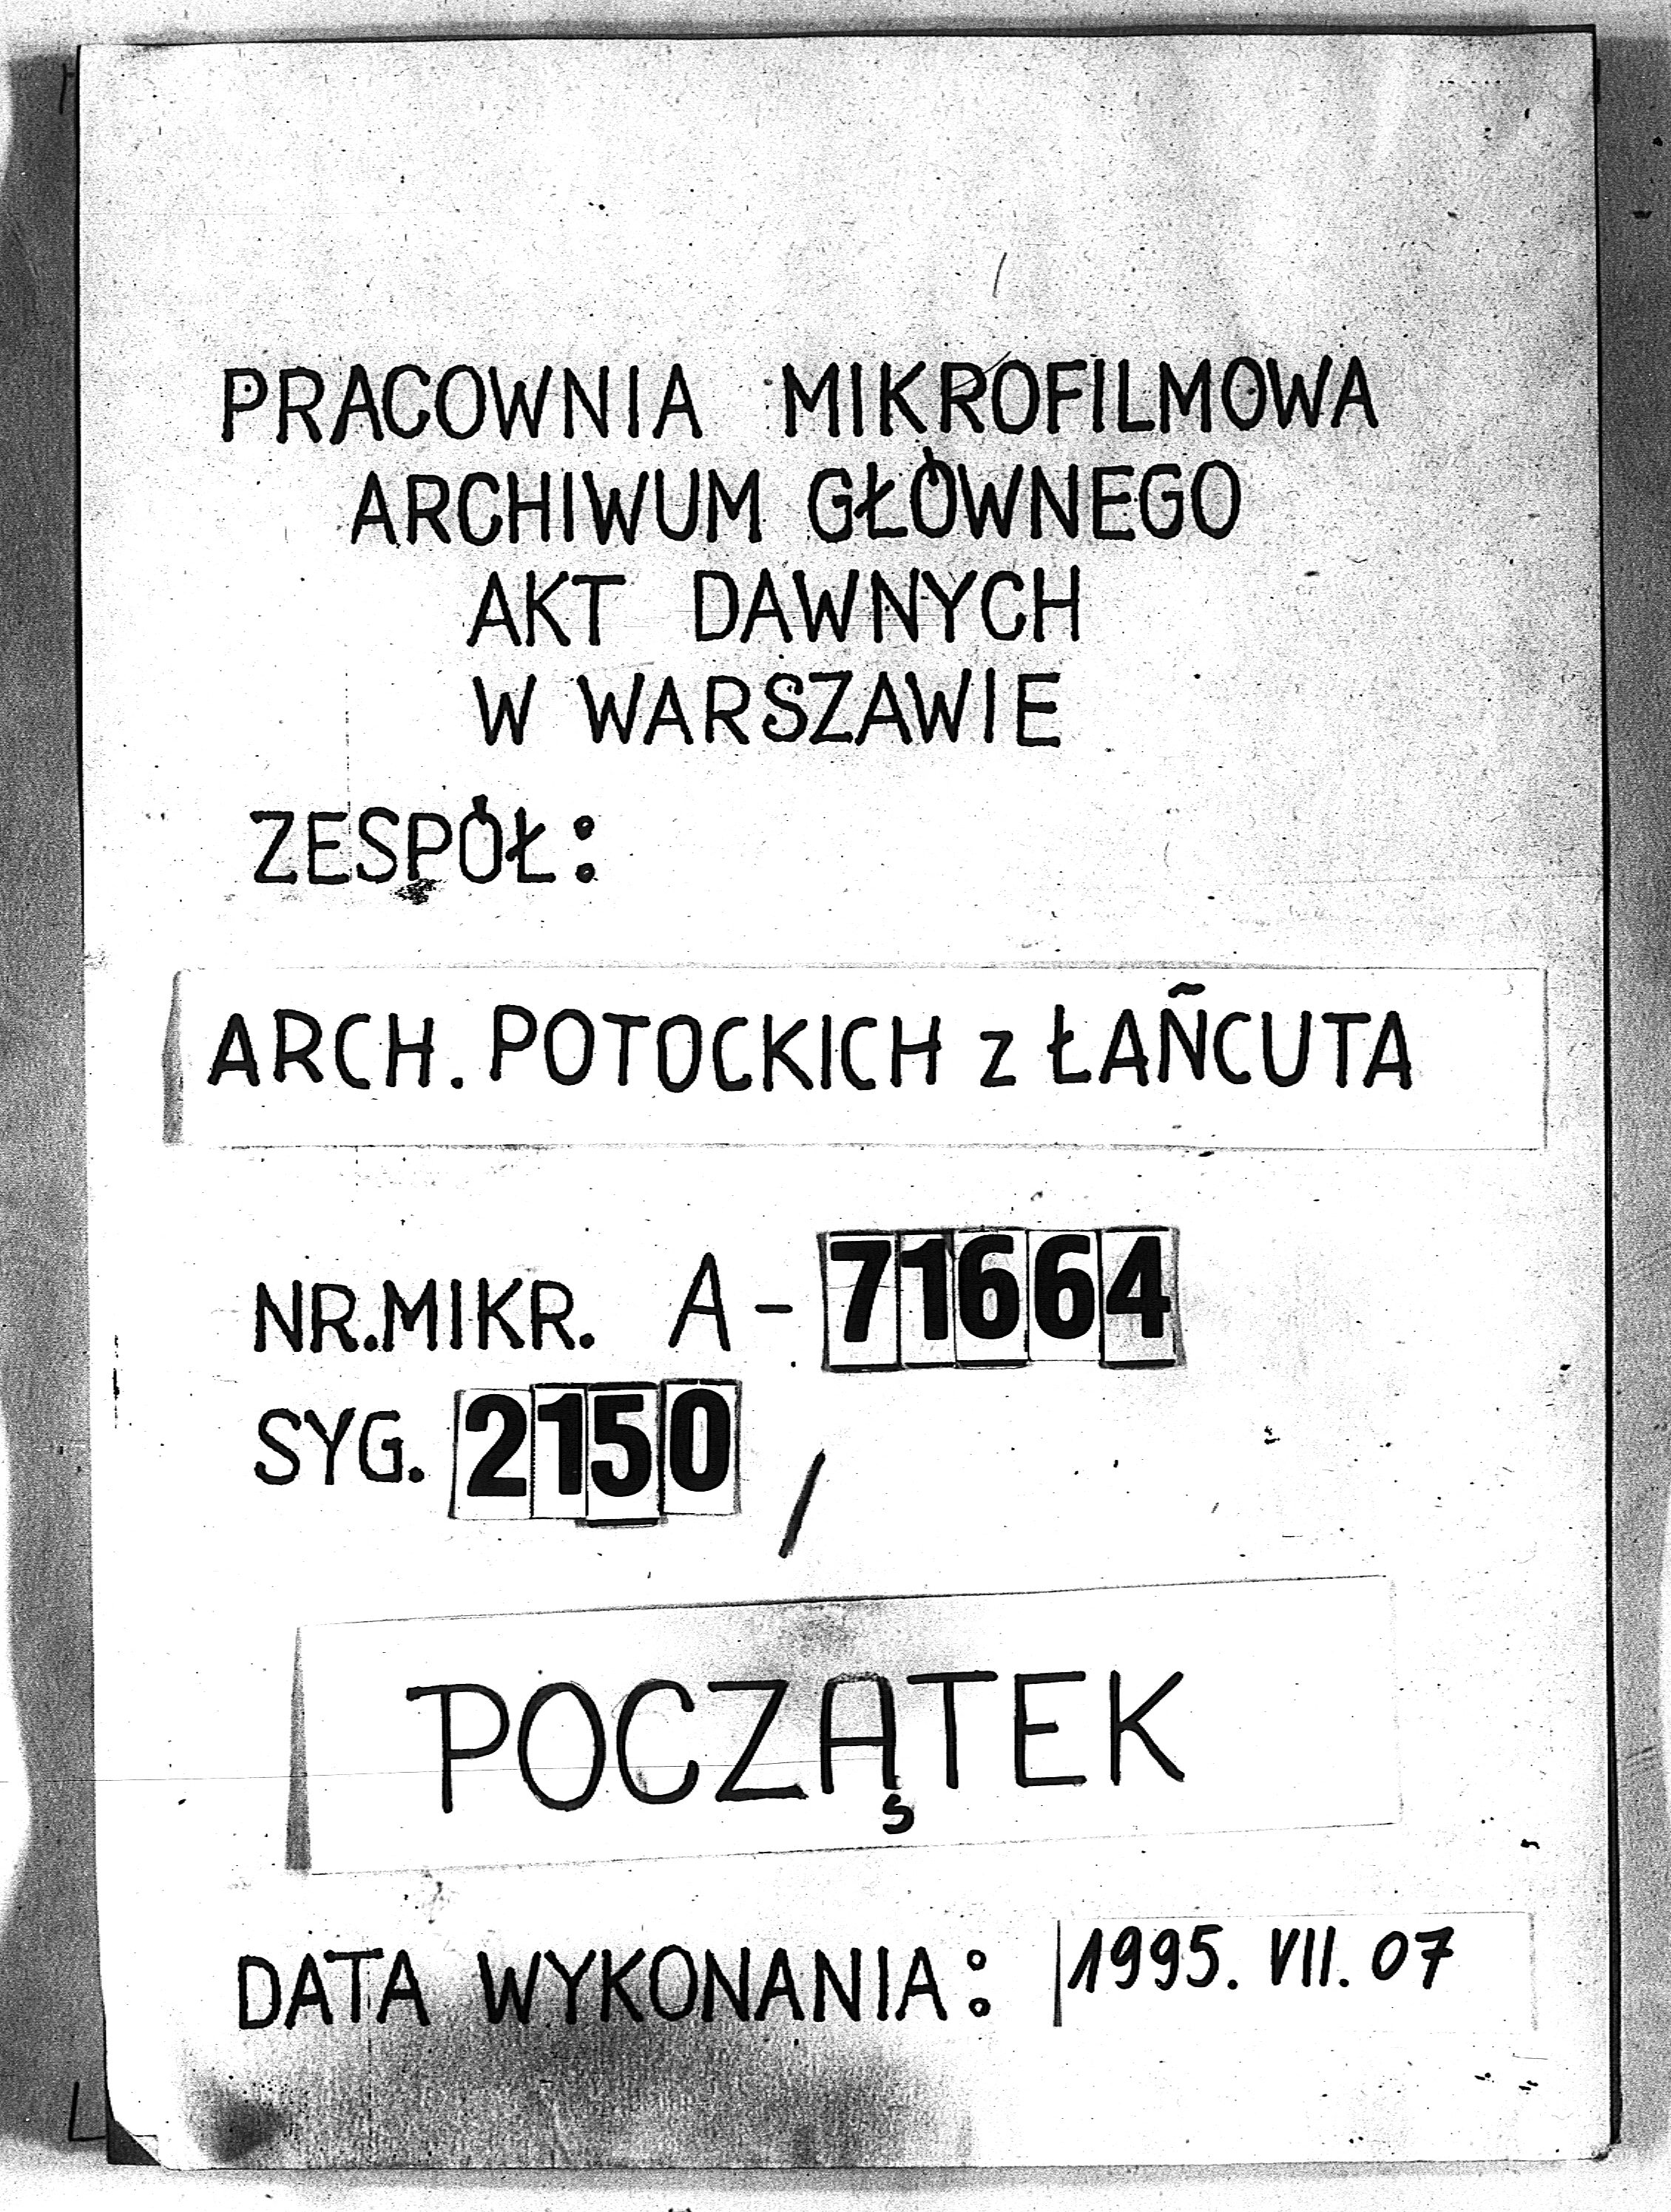 PRACOWNIA MIKROFILMOWA
ARCHIWUM GŁÓWNEGO
AKT DAWNYCH
W WARSZAWIE
ZESPÓŁ:
ARCH. POTOCKICH z ŁAŃCUTA
NR.MIKR. A-71664
SYG. 2150 /
POCZĄTEK
DATA WYKONANIA: 1995. VII. 07